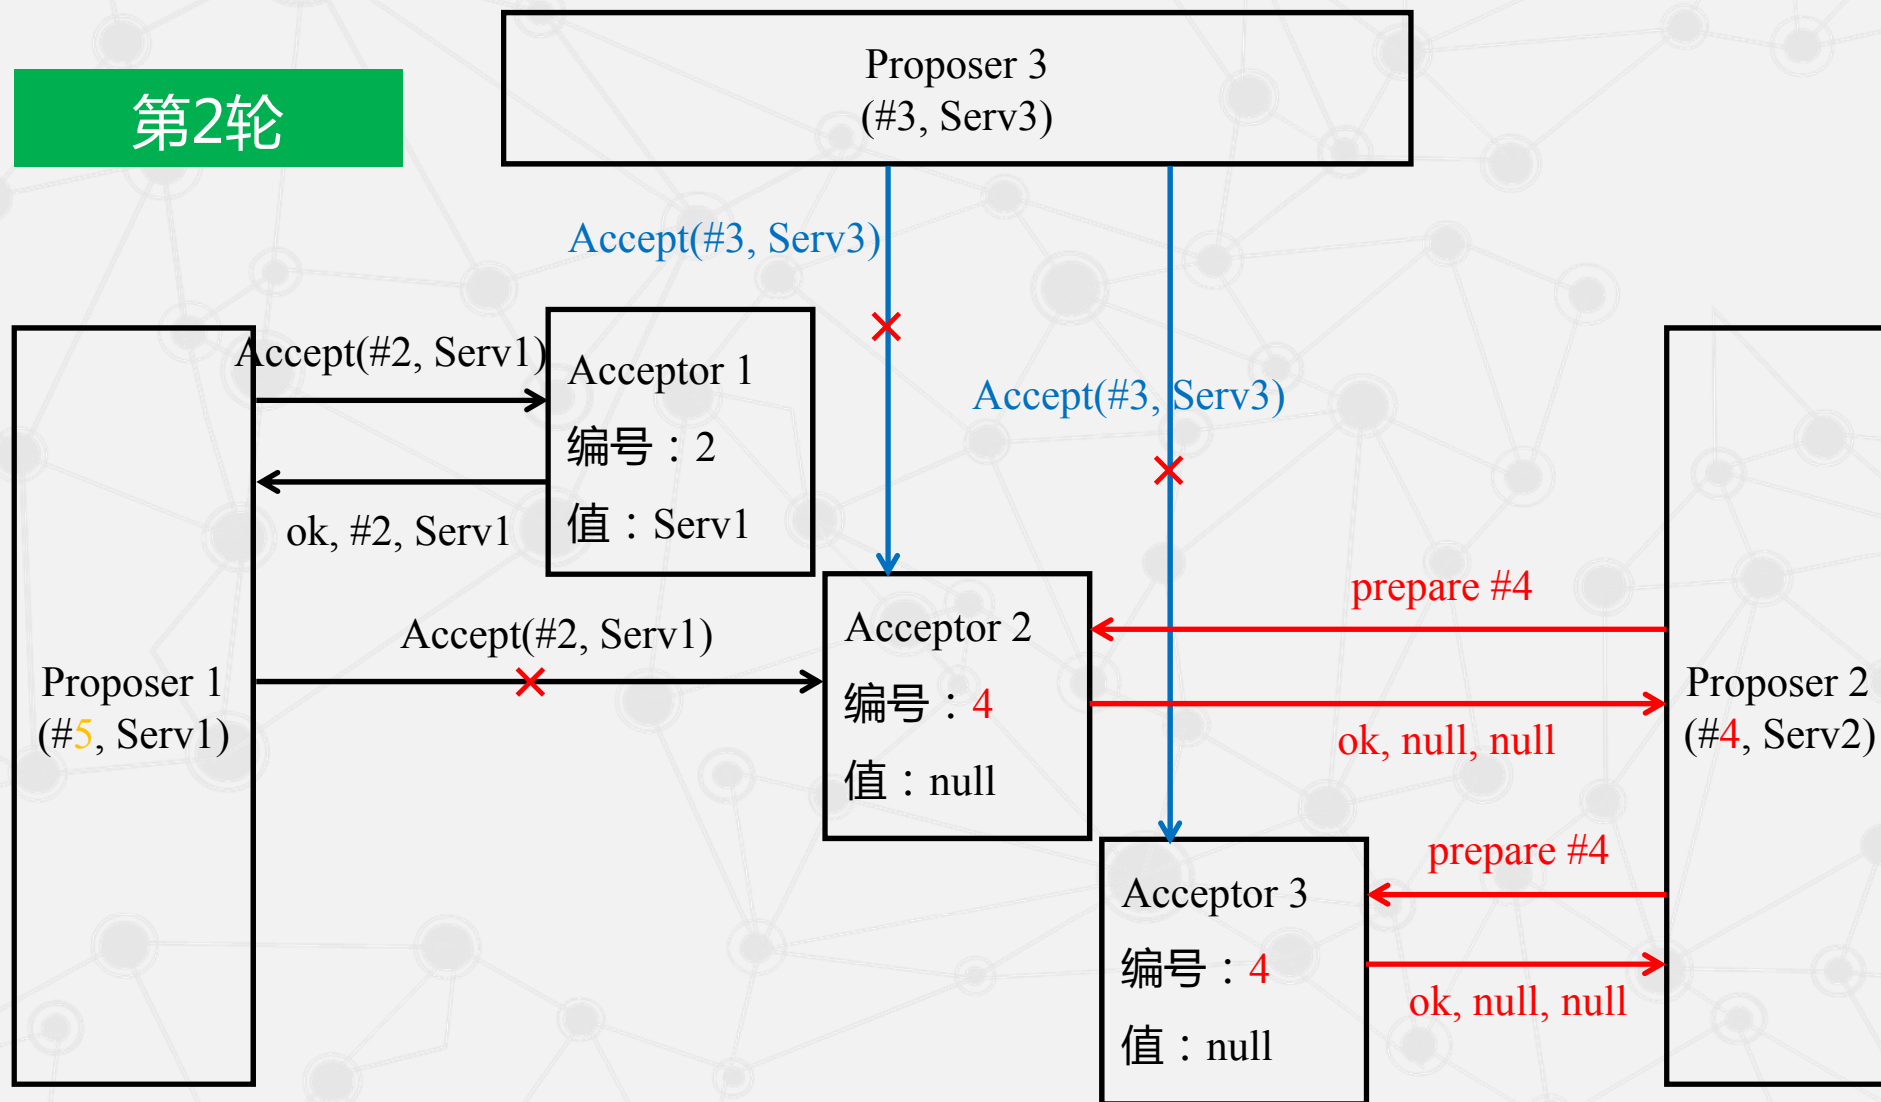 第2轮
Proposer 3
(#3, Serv3)
Accept(#3, Serv3)
Accept(#2, Serv1)
Acceptor 1
编号：2
值：Serv1
ok, #2, Serv1
Accept(#3, Serv3)
Accept(#2, Serv1)
Proposer 1
(#5, Serv1)
Acceptor 2
编号：4
值：null
prepare #4
ok, null, null
Proposer 2
(#4, Serv2)
prepare #4
Acceptor 3
编号：4
值：null
ok, null, null